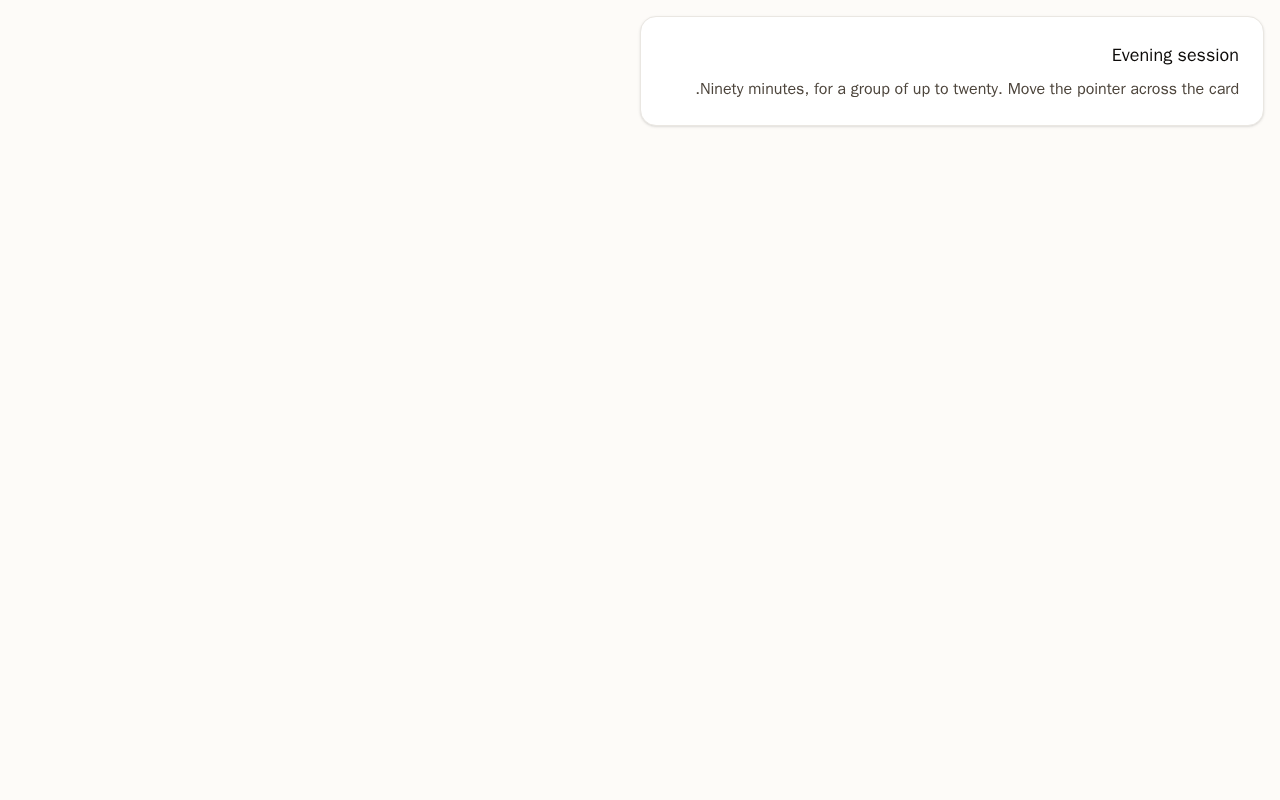 Evening session
.Ninety minutes, for a group of up to twenty. Move the pointer across the card